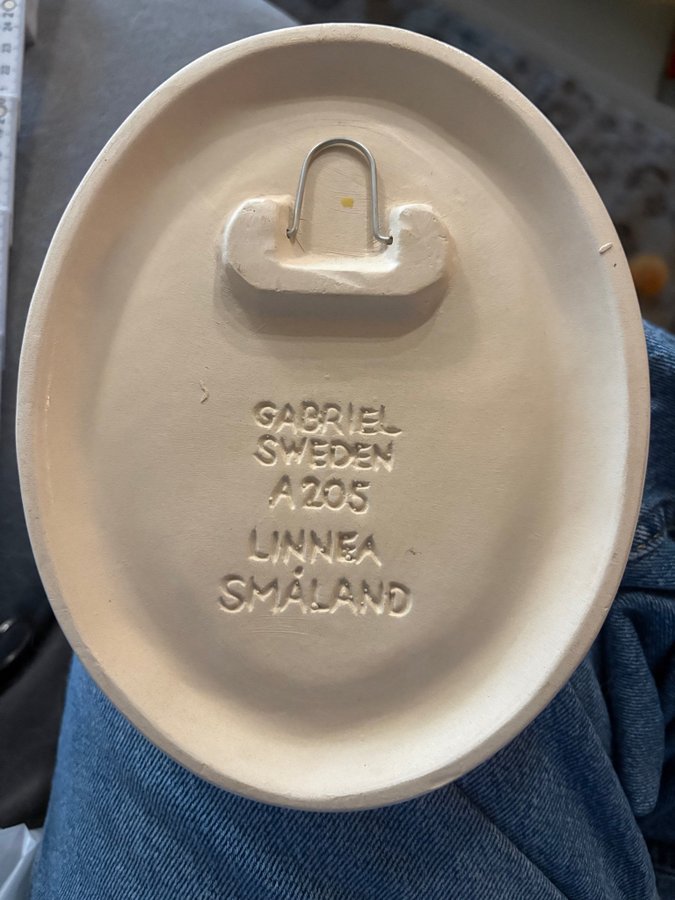 GABRIEL
SWEDEN
A205
LINNEA
SMÅLAND